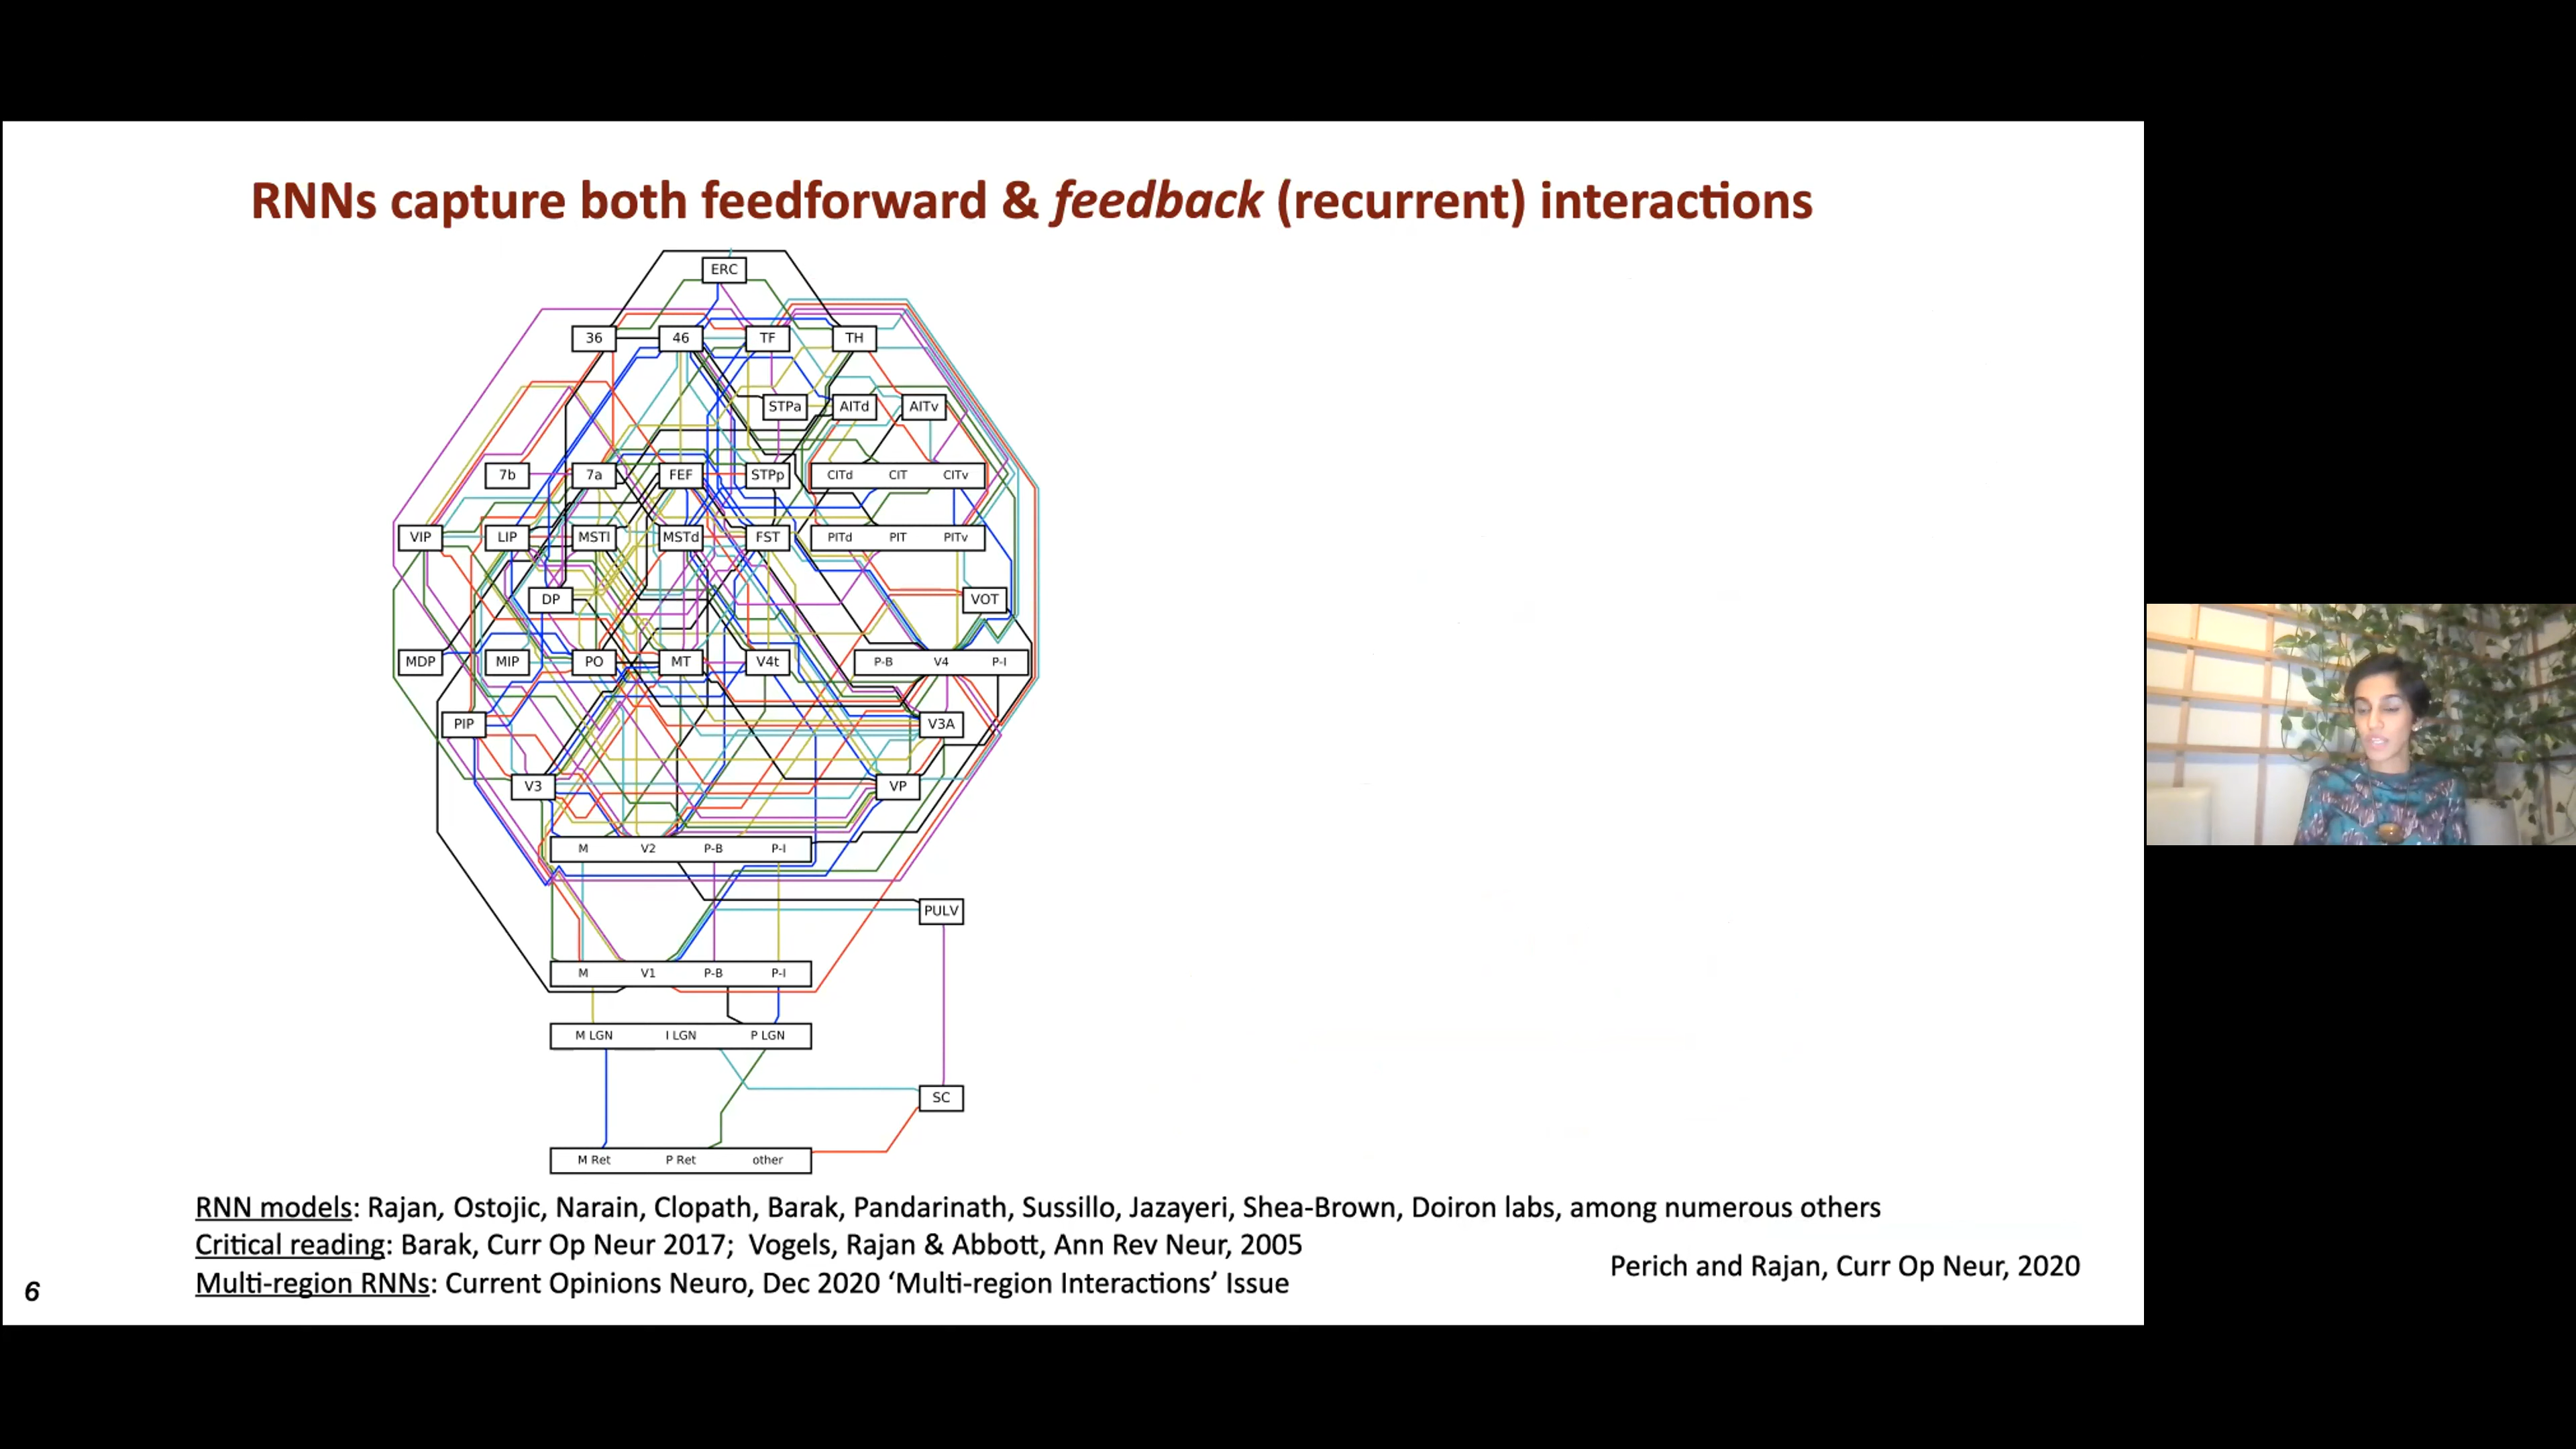 RNNs capture both feedforward & feedback (recurrent) interactions
ERC
36 46 TF TH
STPa AITd AITv
7b 7a FEF STPp CITd CIT CITv
VIP LIP MSTl MSTd FST PITd PIT PITv
DP VOT
MDP MIP PO MT V4t P-B V4 P-I
PIP V3A
V3 VP
M V2 P-B P-I
PULV
M V1 P-B P-I
M LGN I LGN P LGN
SC
M Ret P Ret other
RNN models: Rajan, Ostojic, Narain, Clopath, Barak, Pandarinath, Sussillo, Jazayeri, Shea-Brown, Doiron labs, among numerous others
Critical reading: Barak, Curr Op Neur 2017; Vogels, Rajan & Abbott, Ann Rev Neur, 2005
Perich and Rajan, Curr Op Neur, 2020
Multi-region RNNs: Current Opinions Neuro, Dec 2020 ‘Multi-region Interactions’ Issue
6